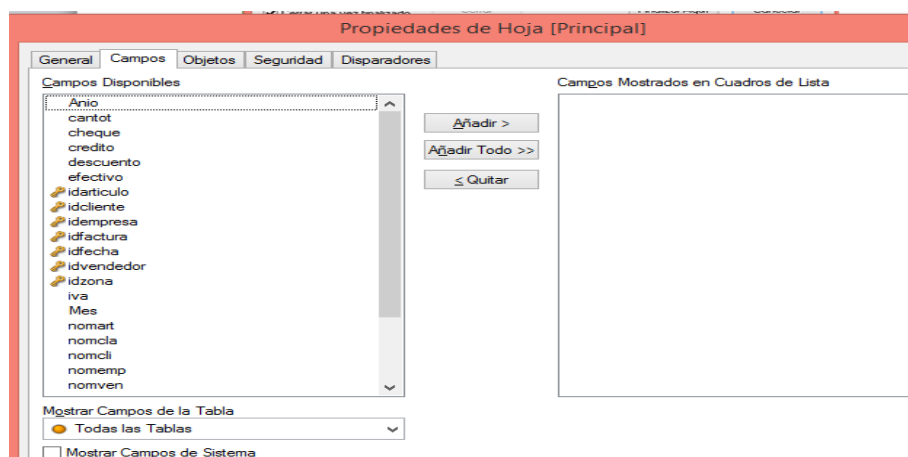 Propiedades de Hoja [Principal]
General Campos Objetos Seguridad Disparadores
Campos Disponibles
Campos Mostrados en Cuadros de Lista
Anio
cantot
cheque
credito
descuento
efectivo
idarticulo
idcliente
idempresa
idfactura
idfecha
idvendedor
idzona
iva
Mes
nomart
nomcla
nomcli
nomemp
nomven
Añadir >
Añadir Todo >>
< Quitar
Mostrar Campos de la Tabla
Todas las Tablas
Mostrar Campos de Sistema